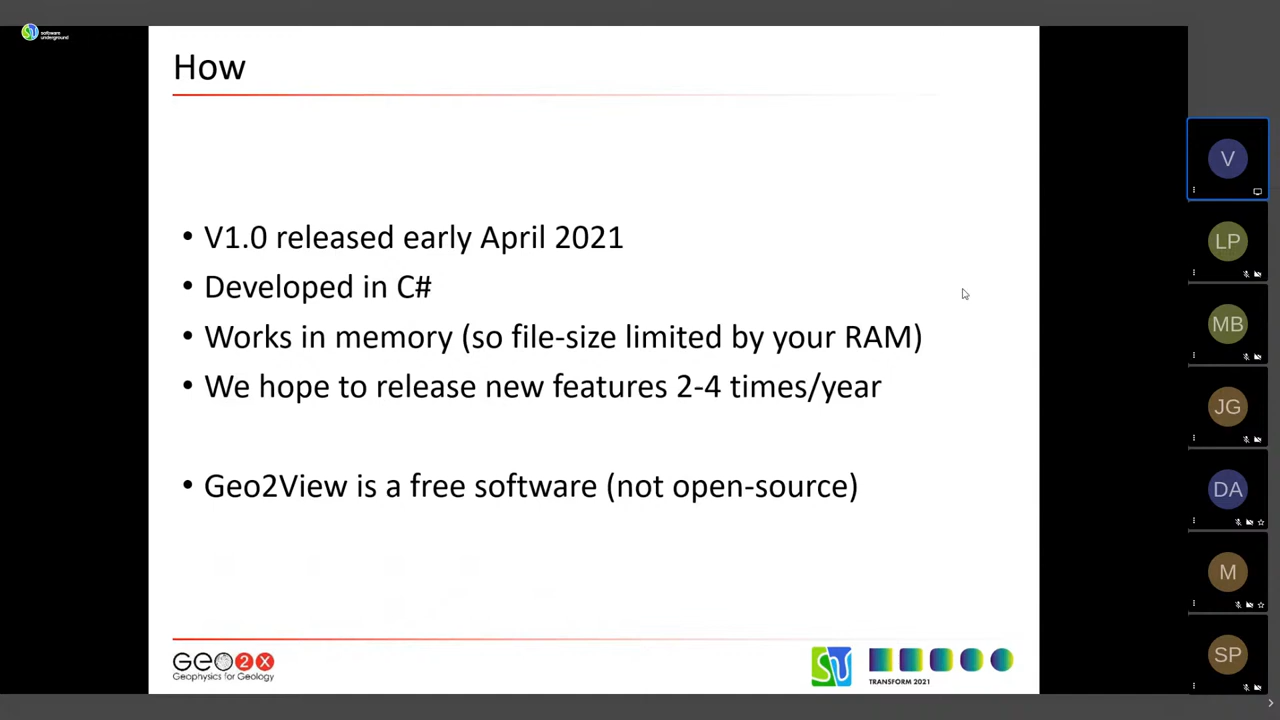 software
underground
How
• V1.0 released early April 2021
• Developed in C#
• Works in memory (so file-size limited by your RAM)
• We hope to release new features 2-4 times/year
• Geo2View is a free software (not open-source)
GEO2X
Geophysics for Geology
SU
TRANSFORM 2021
V
LP
MB
JG
DA
M
SP